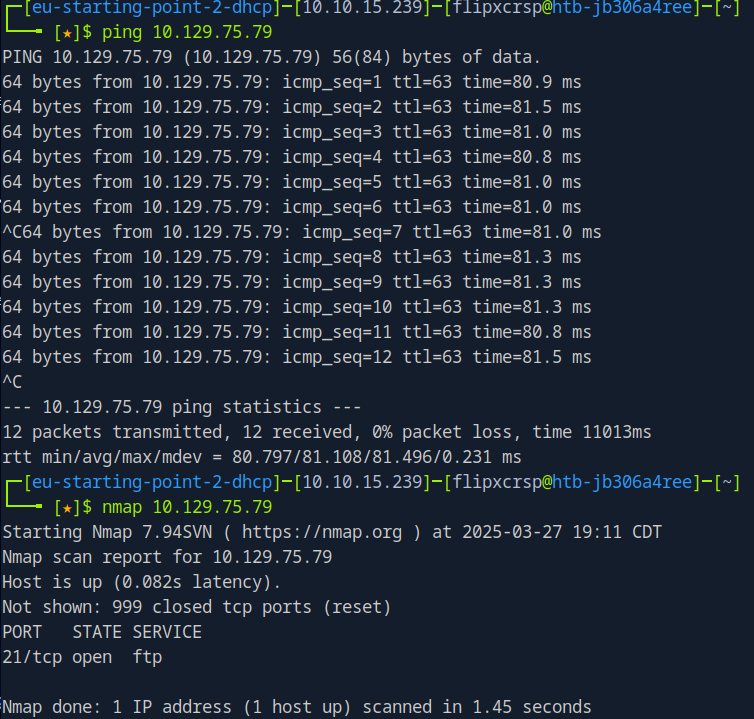 ┌─[eu-starting-point-2-dhcp]─[10.10.15.239]─[flipxcrsp@htb-jb306a4ree]─[~]
└──╼ [★]$ ping 10.129.75.79
PING 10.129.75.79 (10.129.75.79) 56(84) bytes of data.
64 bytes from 10.129.75.79: icmp_seq=1 ttl=63 time=80.9 ms
64 bytes from 10.129.75.79: icmp_seq=2 ttl=63 time=81.5 ms
64 bytes from 10.129.75.79: icmp_seq=3 ttl=63 time=81.0 ms
64 bytes from 10.129.75.79: icmp_seq=4 ttl=63 time=80.8 ms
64 bytes from 10.129.75.79: icmp_seq=5 ttl=63 time=81.0 ms
64 bytes from 10.129.75.79: icmp_seq=6 ttl=63 time=81.0 ms
^C64 bytes from 10.129.75.79: icmp_seq=7 ttl=63 time=81.0 ms
64 bytes from 10.129.75.79: icmp_seq=8 ttl=63 time=81.3 ms
64 bytes from 10.129.75.79: icmp_seq=9 ttl=63 time=81.3 ms
64 bytes from 10.129.75.79: icmp_seq=10 ttl=63 time=81.3 ms
64 bytes from 10.129.75.79: icmp_seq=11 ttl=63 time=80.8 ms
64 bytes from 10.129.75.79: icmp_seq=12 ttl=63 time=81.5 ms
^C
--- 10.129.75.79 ping statistics ---
12 packets transmitted, 12 received, 0% packet loss, time 11013ms
rtt min/avg/max/mdev = 80.797/81.108/81.496/0.231 ms
┌─[eu-starting-point-2-dhcp]─[10.10.15.239]─[flipxcrsp@htb-jb306a4ree]─[~]
└──╼ [★]$ nmap 10.129.75.79
Starting Nmap 7.94SVN ( https://nmap.org ) at 2025-03-27 19:11 CDT
Nmap scan report for 10.129.75.79
Host is up (0.082s latency).
Not shown: 999 closed tcp ports (reset)
PORT   STATE SERVICE
21/tcp open  ftp
Nmap done: 1 IP address (1 host up) scanned in 1.45 seconds